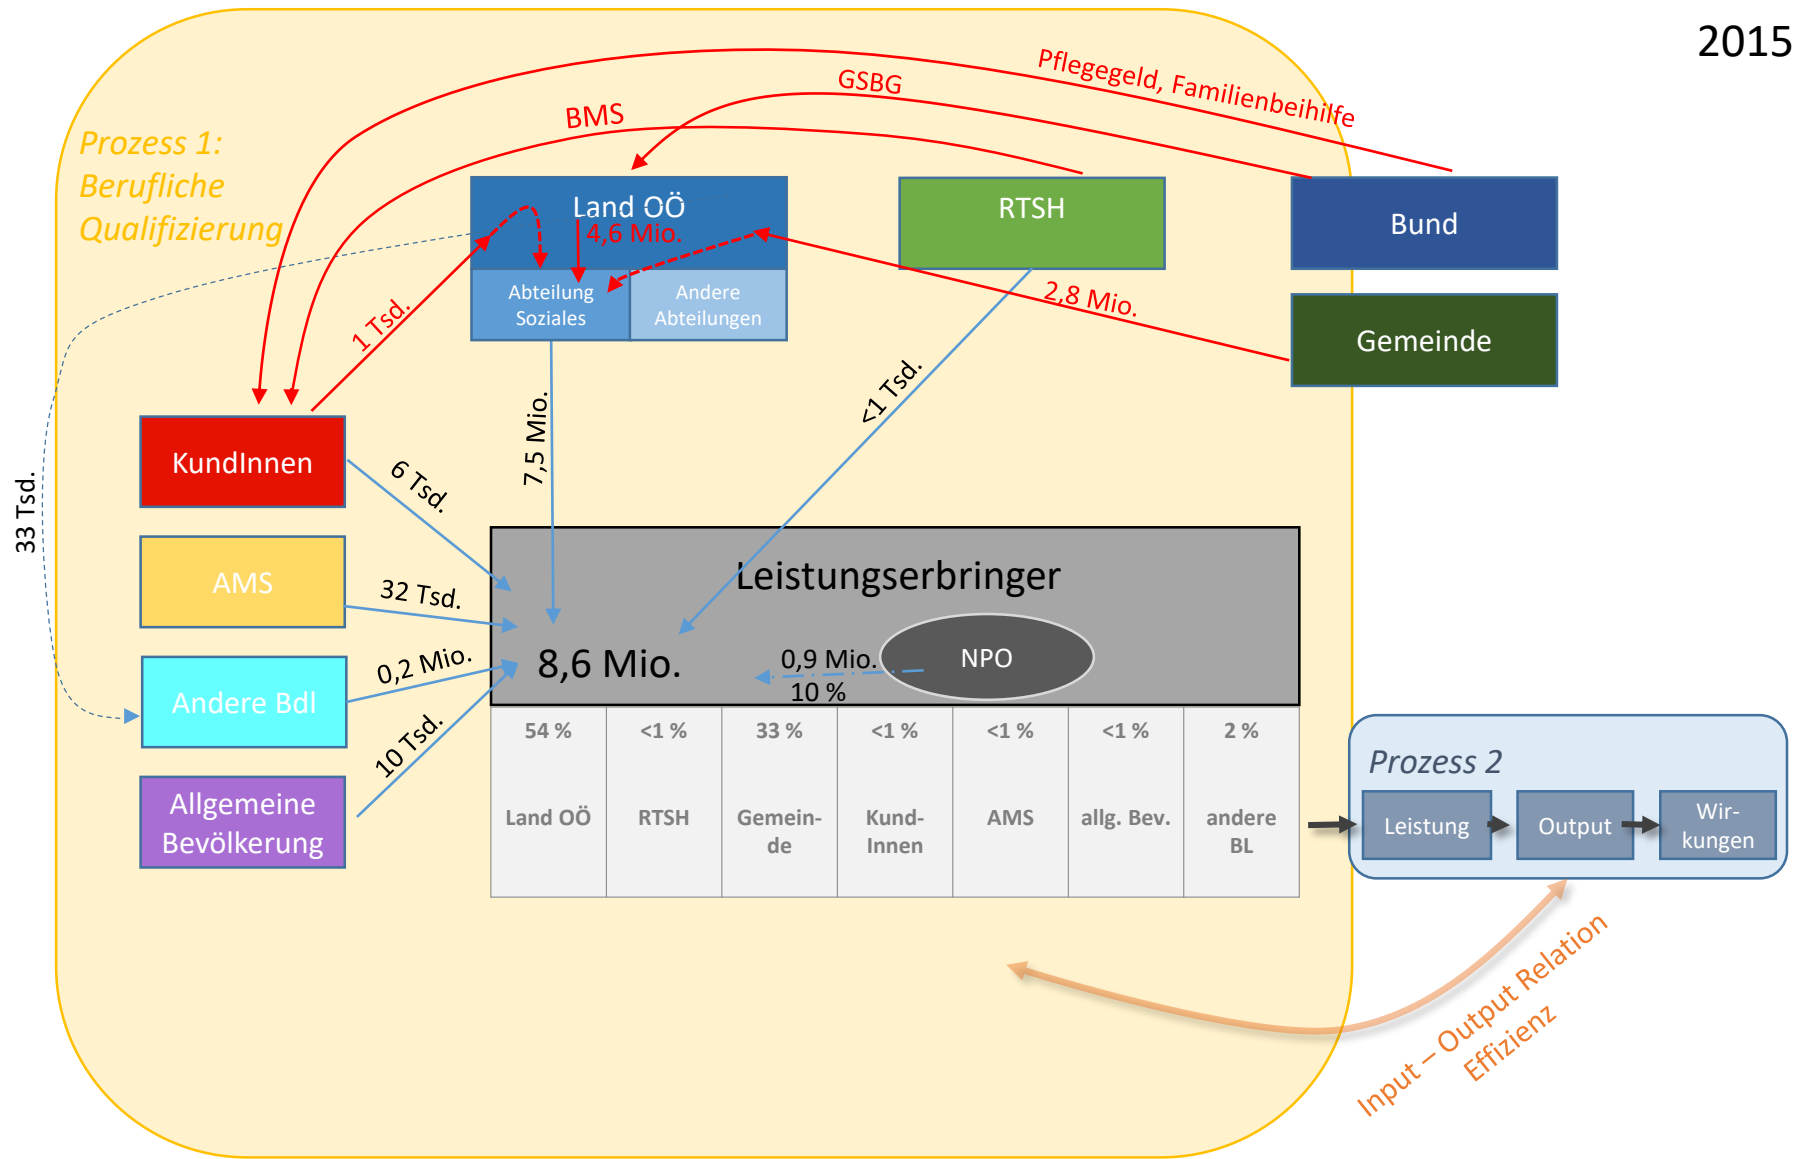 2015
Pflegegeld, Familienbeihilfe
GSBG
BMS
Prozess 1:
Berufliche
Qualifizierung
Land OÖ
4,6 Mio.
Abteilung
Soziales
Andere
Abteilungen
RTSH
Bund
Gemeinde
2,8 Mio.
1 Tsd.
<1 Tsd.
7,5 Mio.
33 Tsd.
KundInnen
6 Tsd.
AMS
32 Tsd.
Andere Bdl
0,2 Mio.
Allgemeine
Bevölkerung
10 Tsd.
Leistungserbringer
8,6 Mio.
0,9 Mio.
10 %
NPO
54 %
<1 %
33 %
<1 %
<1 %
<1 %
2 %
Land OÖ
RTSH
Gemein-
de
Kund-
Innen
AMS
allg. Bev.
andere
BL
Prozess 2
Leistung
Output
Wir-
kungen
Input – Output Relation
Effizienz